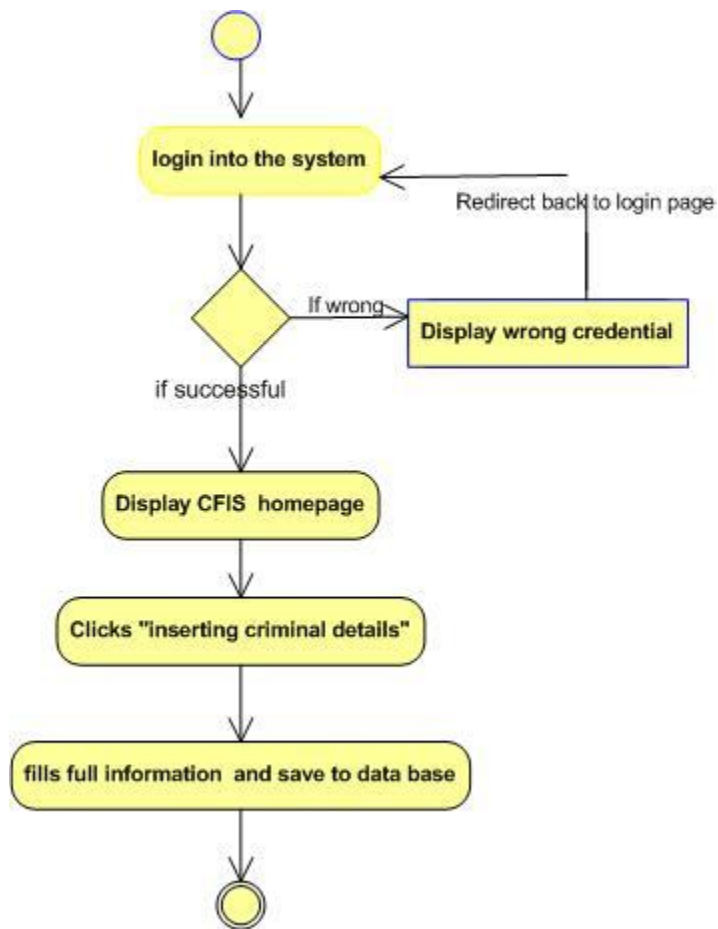 login into the system
Redirect back to login page
If wrong
Display wrong credential
if successful
Display CFIS homepage
Clicks "inserting criminal details"
fills full information and save to data base